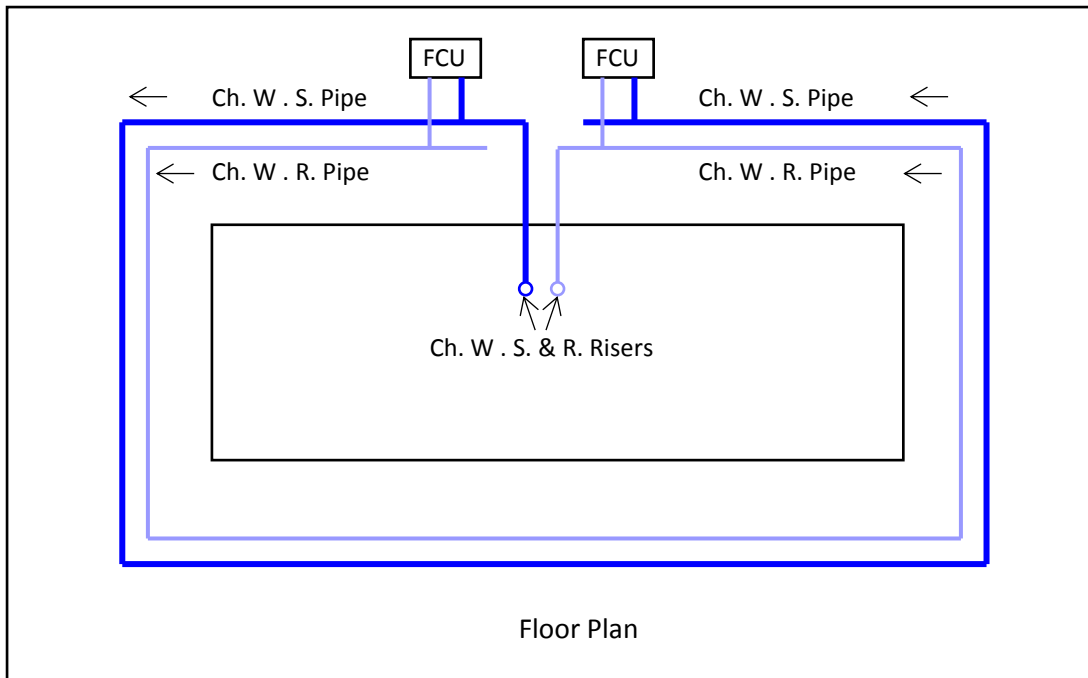 FCU
FCU
Ch. W . S. Pipe
Ch. W . S. Pipe
Ch. W . R. Pipe
Ch. W . R. Pipe
Ch. W . S. & R. Risers
Floor Plan